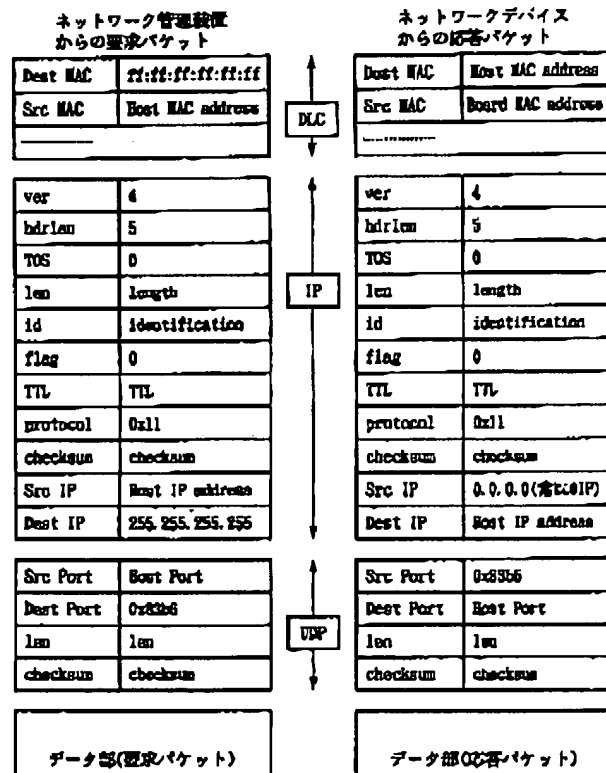 ネットワーク管理装置
からの要求パケット
Dest MAC ff:ff:ff:ff:ff:ff
Src MAC Host MAC address
ver 4
hdrlen 5
TOS 0
len length
id identification
flag 0
TTL TTL
protocol 0x11
checksum checksum
Src IP Host IP address
Dest IP 255.255.255.255
Src Port Host Port
Dest Port 0x83b6
len len
checksum checksum
データ部(要求パケット)
DLC
IP
UDP
ネットワークデバイス
からの応答パケット
Dest MAC Host MAC address
Src MAC Board MAC address
ver 4
hdrlen 5
TOS 0
len length
id identification
flag 0
TTL TTL
protocol 0x11
checksum checksum
Src IP 0.0.0.0(
Dest IP Host IP address
Src Port 0x83b6
Dest Port Host Port
len len
checksum checksum
データ部(応答パケット)